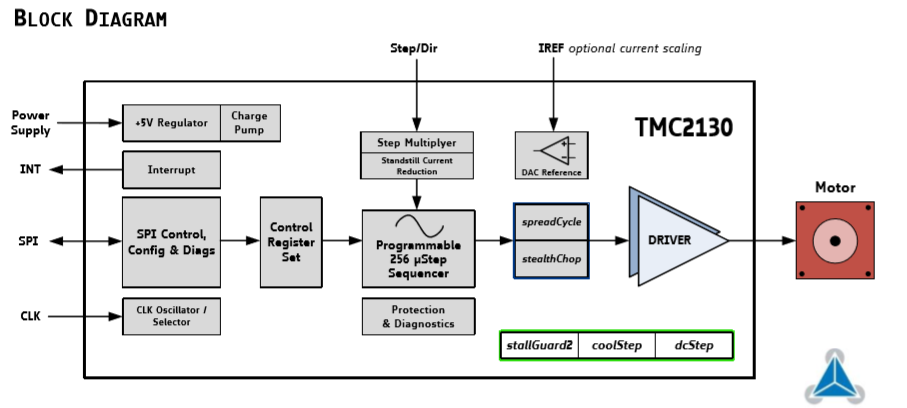 BLOCK DIAGRAM
Step/Dir
IREF optional current scaling
Power
Supply
+5V Regulator
Charge
Pump
TMC2130
Step Multiplyer
Standstill Current
Reduction
DAC Reference
INT
Interrupt
Motor
SPI
SPI Control,
Config & Diags
Control
Register
Set
Programmable
256 µStep
Sequencer
spreadCycle
stealthChop
DRIVER
CLK
CLK Oscillator /
Selector
Protection
& Diagnostics
stallGuard2
coolStep
dcStep